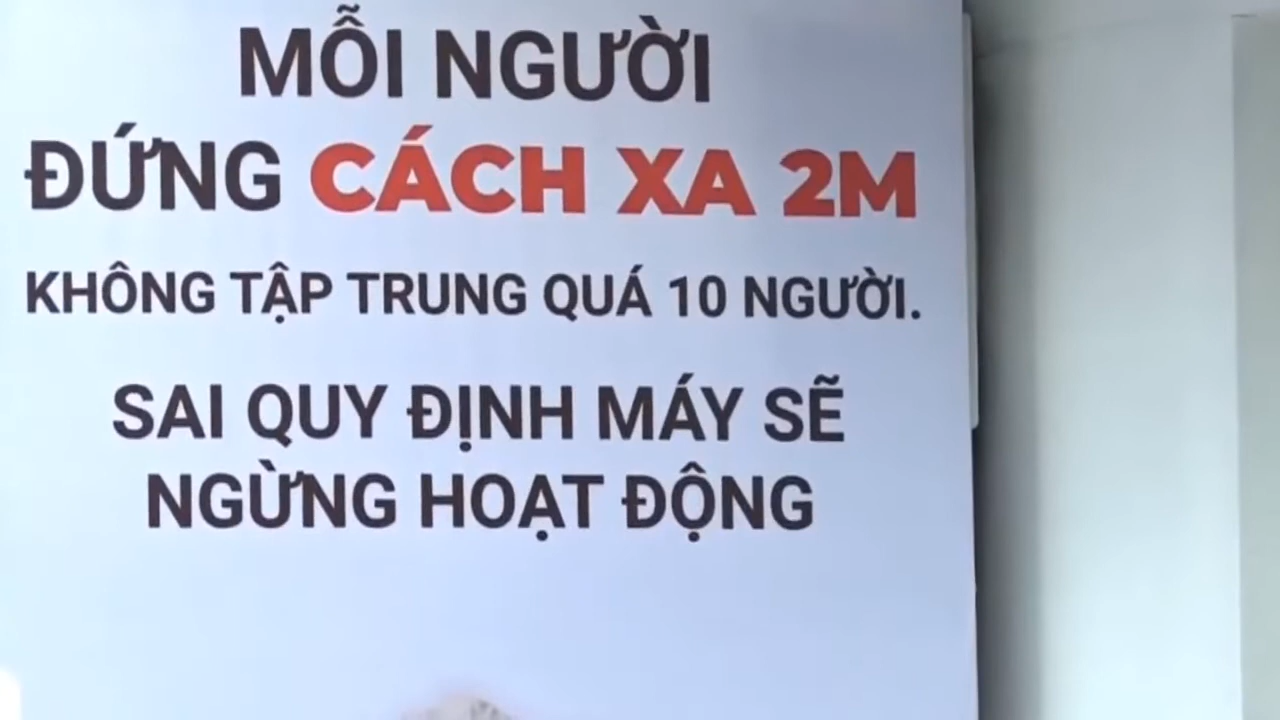 MỖI NGƯỜI
ĐỨNG CÁCH XA 2M
KHÔNG TẬP TRUNG QUÁ 10 NGƯỜI.
SAI QUY ĐỊNH MÁY SẼ
NGỪNG HOẠT ĐỘNG